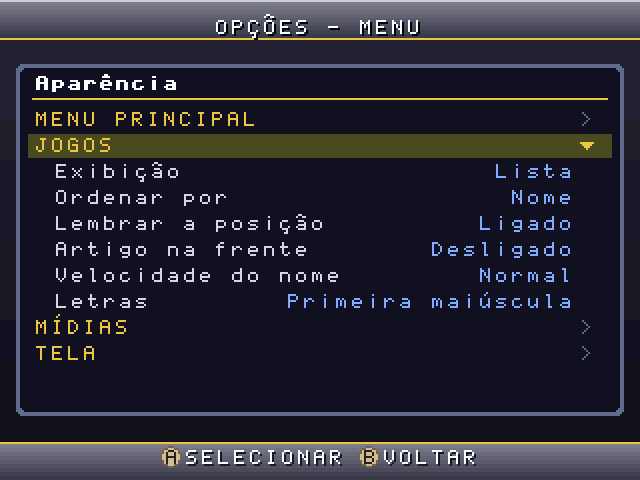 OPÇÕES - MENU
Aparência
MENU PRINCIPAL
JOGOS
Exibição Lista
Ordenar por Nome
Lembrar a posição Ligado
Artigo na frente Desligado
Velocidade do nome Normal
Letras Primeira maiúscula
MÍDIAS
TELA
A SELECIONAR B VOLTAR